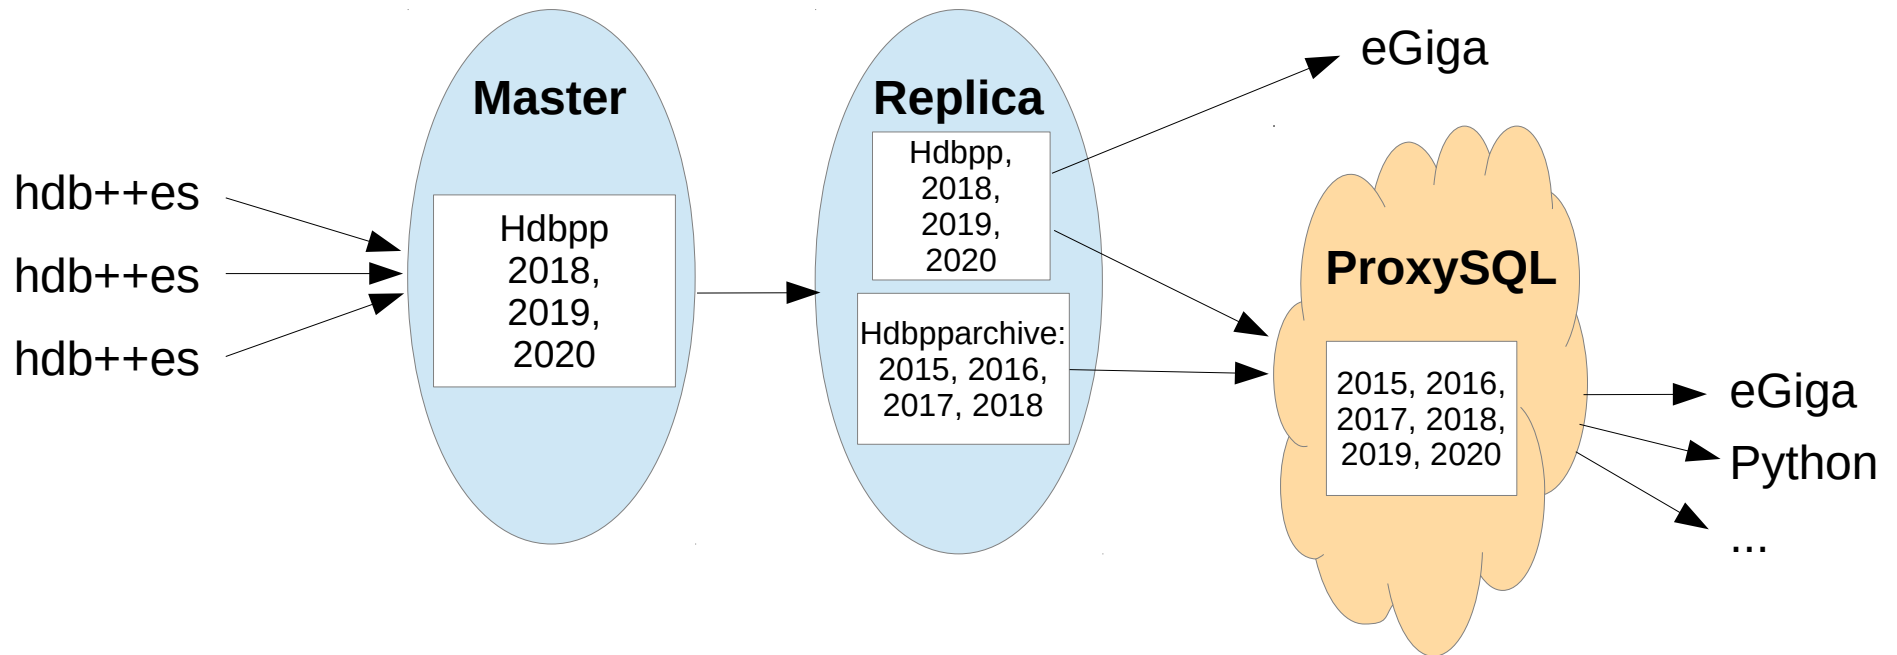 hdb++es
hdb++es
hdb++es
Master
Hdbpp
2018,
2019,
2020
Replica
Hdbpp,
2018,
2019,
2020
Hdbpparchive:
2015, 2016,
2017, 2018
eGiga
ProxySQL
2015, 2016,
2017, 2018,
2019, 2020
eGiga
Python
...